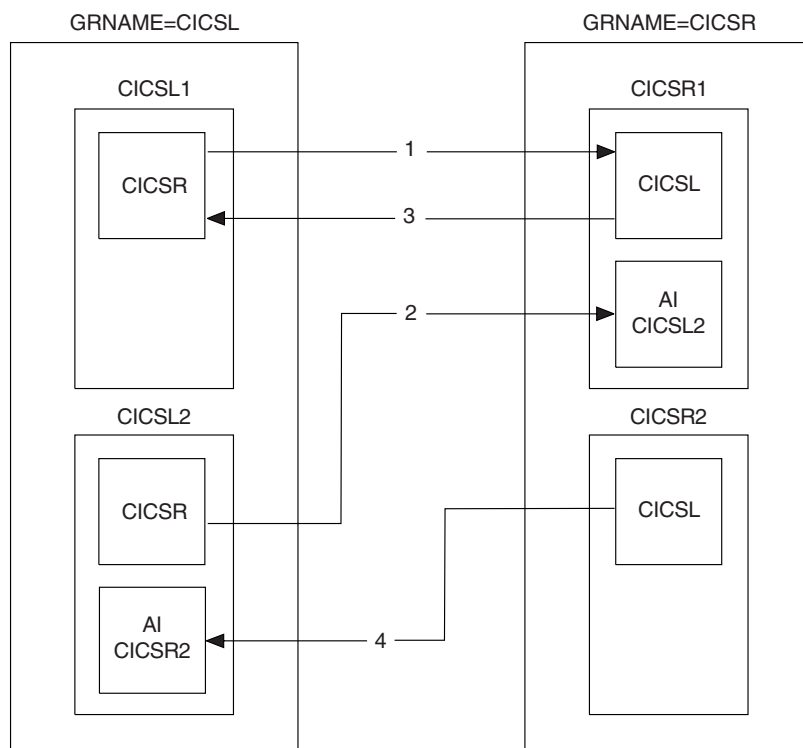 GRNAME=CICSL
GRNAME=CICSR
CICSL1
CICSR1
CICSR
1
CICSL
3
2
AI
CICSL2
CICSL2
CICSR2
CICSR
CICSL
AI
CICSR2
4